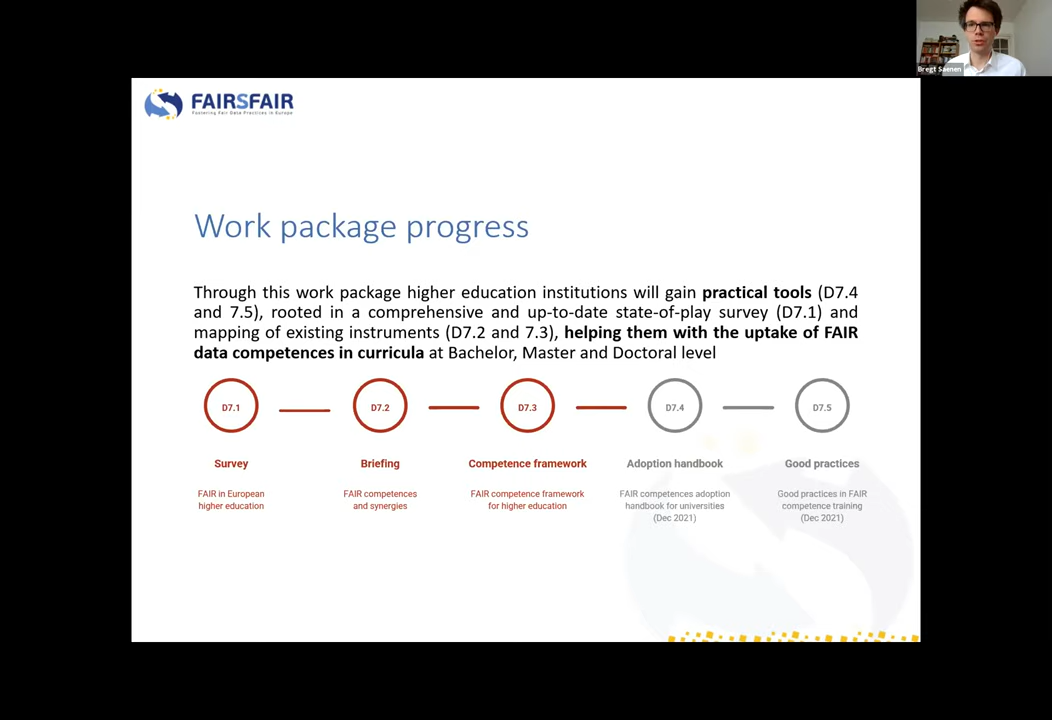 Bregt Saenen
FAIRSFAIR
Fostering Fair Data Practices in Europe
Work package progress
Through this work package higher education institutions will gain practical tools (D7.4
and 7.5), rooted in a comprehensive and up-to-date state-of-play survey (D7.1) and
mapping of existing instruments (D7.2 and 7.3), helping them with the uptake of FAIR
data competences in curricula at Bachelor, Master and Doctoral level
D7.1
D7.2
D7.3
D7.4
D7.5
Survey
Briefing
Competence framework
Adoption handbook
Good practices
FAIR in European
higher education
FAIR competences
and synergies
FAIR competence framework
for higher education
FAIR competences adoption
handbook for universities
(Dec 2021)
Good practices in FAIR
competence training
(Dec 2021)